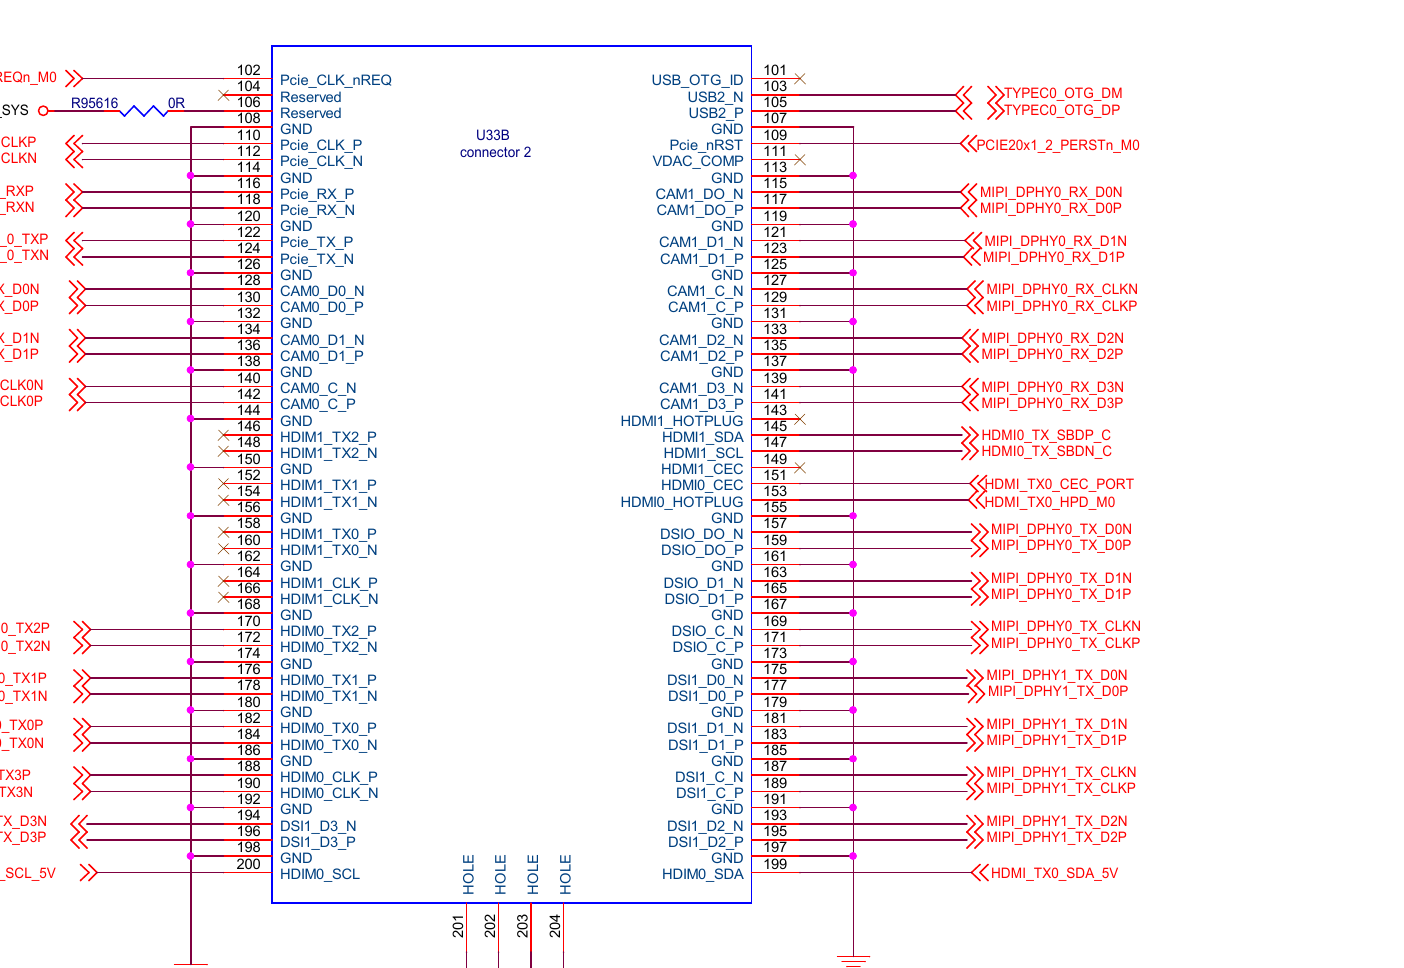 U33B
connector 2
REQn_M0 102 Pcie_CLK_nREQ
104 Reserved
_SYS R95616 0R 106 Reserved
108 GND
CLKP 110 Pcie_CLK_P
CLKN 112 Pcie_CLK_N
114 GND
_RXP 116 Pcie_RX_P
_RXN 118 Pcie_RX_N
120 GND
_0_TXP 122 Pcie_TX_P
_0_TXN 124 Pcie_TX_N
126 GND
X_D0N 128 CAM0_D0_N
X_D0P 130 CAM0_D0_P
132 GND
X_D1N 134 CAM0_D1_N
X_D1P 136 CAM0_D1_P
138 GND
CLK0N 140 CAM0_C_N
CLK0P 142 CAM0_C_P
144 GND
146 HDIM1_TX2_P
148 HDIM1_TX2_N
150 GND
152 HDIM1_TX1_P
154 HDIM1_TX1_N
156 GND
158 HDIM1_TX0_P
160 HDIM1_TX0_N
162 GND
164 HDIM1_CLK_P
166 HDIM1_CLK_N
168 GND
0_TX2P 170 HDIM0_TX2_P
0_TX2N 172 HDIM0_TX2_N
174 GND
0_TX1P 176 HDIM0_TX1_P
0_TX1N 178 HDIM0_TX1_N
180 GND
_TX0P 182 HDIM0_TX0_P
_TX0N 184 HDIM0_TX0_N
186 GND
TX3P 188 HDIM0_CLK_P
TX3N 190 HDIM0_CLK_N
192 GND
TX_D3N 194 DSI1_D3_N
TX_D3P 196 DSI1_D3_P
198 GND
_SCL_5V 200 HDIM0_SCL
USB_OTG_ID 101
USB2_N 103 TYPEC0_OTG_DM
USB2_P 105 TYPEC0_OTG_DP
GND 107
Pcie_nRST 109 PCIE20x1_2_PERSTn_M0
VDAC_COMP 111
GND 113
CAM1_DO_N 115 MIPI_DPHY0_RX_D0N
CAM1_DO_P 117 MIPI_DPHY0_RX_D0P
GND 119
CAM1_D1_N 121 MIPI_DPHY0_RX_D1N
CAM1_D1_P 123 MIPI_DPHY0_RX_D1P
GND 125
CAM1_C_N 127 MIPI_DPHY0_RX_CLKN
CAM1_C_P 129 MIPI_DPHY0_RX_CLKP
GND 131
CAM1_D2_N 133 MIPI_DPHY0_RX_D2N
CAM1_D2_P 135 MIPI_DPHY0_RX_D2P
GND 137
CAM1_D3_N 139 MIPI_DPHY0_RX_D3N
CAM1_D3_P 141 MIPI_DPHY0_RX_D3P
HDMI1_HOTPLUG 143
HDMI1_SDA 145 HDMI0_TX_SBDP_C
HDMI1_SCL 147 HDMI0_TX_SBDN_C
HDMI1_CEC 149
HDMI0_CEC 151 HDMI_TX0_CEC_PORT
HDMI0_HOTPLUG 153 HDMI_TX0_HPD_M0
GND 155
DSIO_DO_N 157 MIPI_DPHY0_TX_D0N
DSIO_DO_P 159 MIPI_DPHY0_TX_D0P
GND 161
DSIO_D1_N 163 MIPI_DPHY0_TX_D1N
DSIO_D1_P 165 MIPI_DPHY0_TX_D1P
GND 167
DSIO_C_N 169 MIPI_DPHY0_TX_CLKN
DSIO_C_P 171 MIPI_DPHY0_TX_CLKP
GND 173
DSI1_D0_N 175 MIPI_DPHY1_TX_D0N
DSI1_D0_P 177 MIPI_DPHY1_TX_D0P
GND 179
DSI1_D1_N 181 MIPI_DPHY1_TX_D1N
DSI1_D1_P 183 MIPI_DPHY1_TX_D1P
GND 185
DSI1_C_N 187 MIPI_DPHY1_TX_CLKN
DSI1_C_P 189 MIPI_DPHY1_TX_CLKP
GND 191
DSI1_D2_N 193 MIPI_DPHY1_TX_D2N
DSI1_D2_P 195 MIPI_DPHY1_TX_D2P
GND 197
HDIM0_SDA 199 HDMI_TX0_SDA_5V
HOLE 201
HOLE 202
HOLE 203
HOLE 204